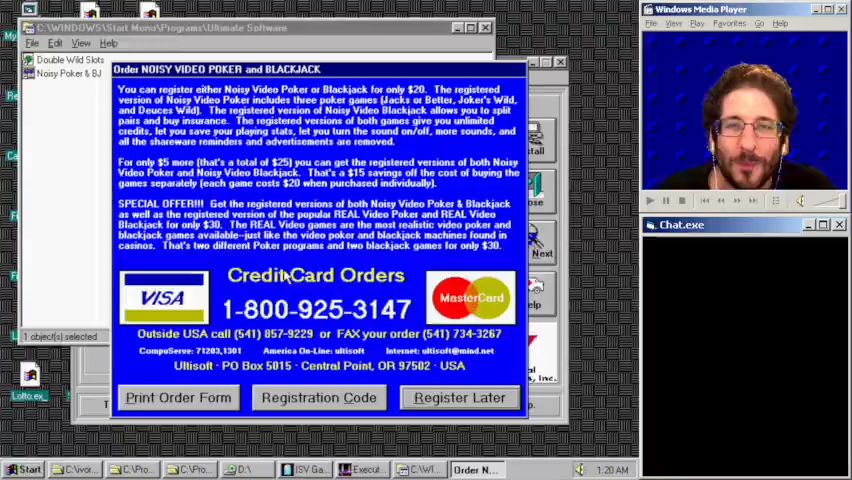 C:\WINDOWS\Start Menu\Programs\Ultimate Software
File Edit View Help
Double Wild Slots
Noisy Poker & BJ
1 object(s) selected
Order NOISY VIDEO POKER and BLACKJACK
You can register either Noisy Video Poker or Blackjack for only $20. The registered
version of Noisy Video Poker includes three poker games (Jacks or Better, Joker's Wild,
and Deuces Wild). The registered version of Noisy Video Blackjack allows you to split
pairs and buy insurance. The registered versions of both games give you unlimited
credits, let you save your playing stats, let you turn the sound on/off, more sounds, and
all the shareware reminders and advertisements are removed.
For only $5 more (that's a total of $25) you can get the registered versions of both Noisy
Video Poker and Noisy Video Blackjack. That's a $15 savings off the cost of buying the
games separately (each game costs $20 when purchased individually).
SPECIAL OFFER!!! Get the registered versions of both Noisy Video Poker & Blackjack
as well as the registered version of the popular REAL Video Poker and REAL Video
Blackjack for only $30. The REAL Video games are the most realistic video poker and
blackjack games available--just like the video poker and blackjack machines found in
casinos. That's two different Poker programs and two blackjack games for only $30.
VISA
Credit Card Orders
1-800-925-3147
MasterCard
Outside USA call (541) 857-9229 or FAX your order (541) 734-3267
CompuServe: 71203,1301 America On-Line: ultisoft Internet: ultisoft@mind.net
Ultisoft · PO Box 5015 · Central Point, OR 97502 · USA
Print Order Form
Registration Code
Register Later
Next
Lotto.ex_
Windows Media Player
File View Play Favorites Go Help
Chat.exe
Start
C:\vor...
C:\Pro...
C:\Pro...
D:\
ISV Ga...
Execut...
C:\WI...
Order N...
1:20 AM